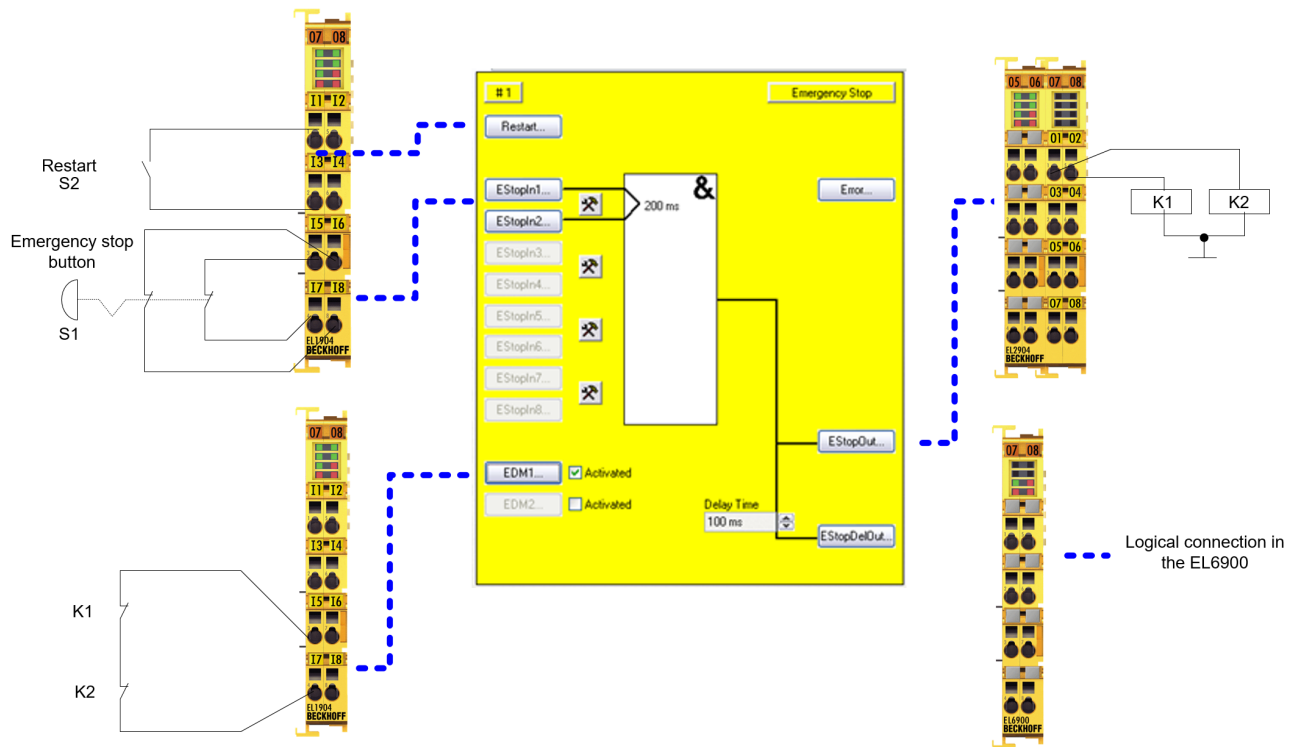 07 08
I1 I2
I3 I4
I5 I6
I7 I8
EL1904
BECKHOFF
Restart
S2
Emergency stop
button
S1
07 08
I1 I2
I3 I4
I5 I6
I7 I8
EL1904
BECKHOFF
K1
K2
#1
Emergency Stop
Restart...
EStopIn1...
EStopIn2...
EStopIn3...
EStopIn4...
EStopIn5...
EStopIn6...
EStopIn7...
EStopIn8...
&
200 ms
Error...
EDM1...
Activated
EDM2...
Activated
Delay Time
100 ms
EStopOut...
EStopDelOut...
05 06 07 08
01 02
03 04
05 06
07 08
EL2904
BECKHOFF
K1
K2
07 08
EL6900
BECKHOFF
Logical connection in
the EL6900